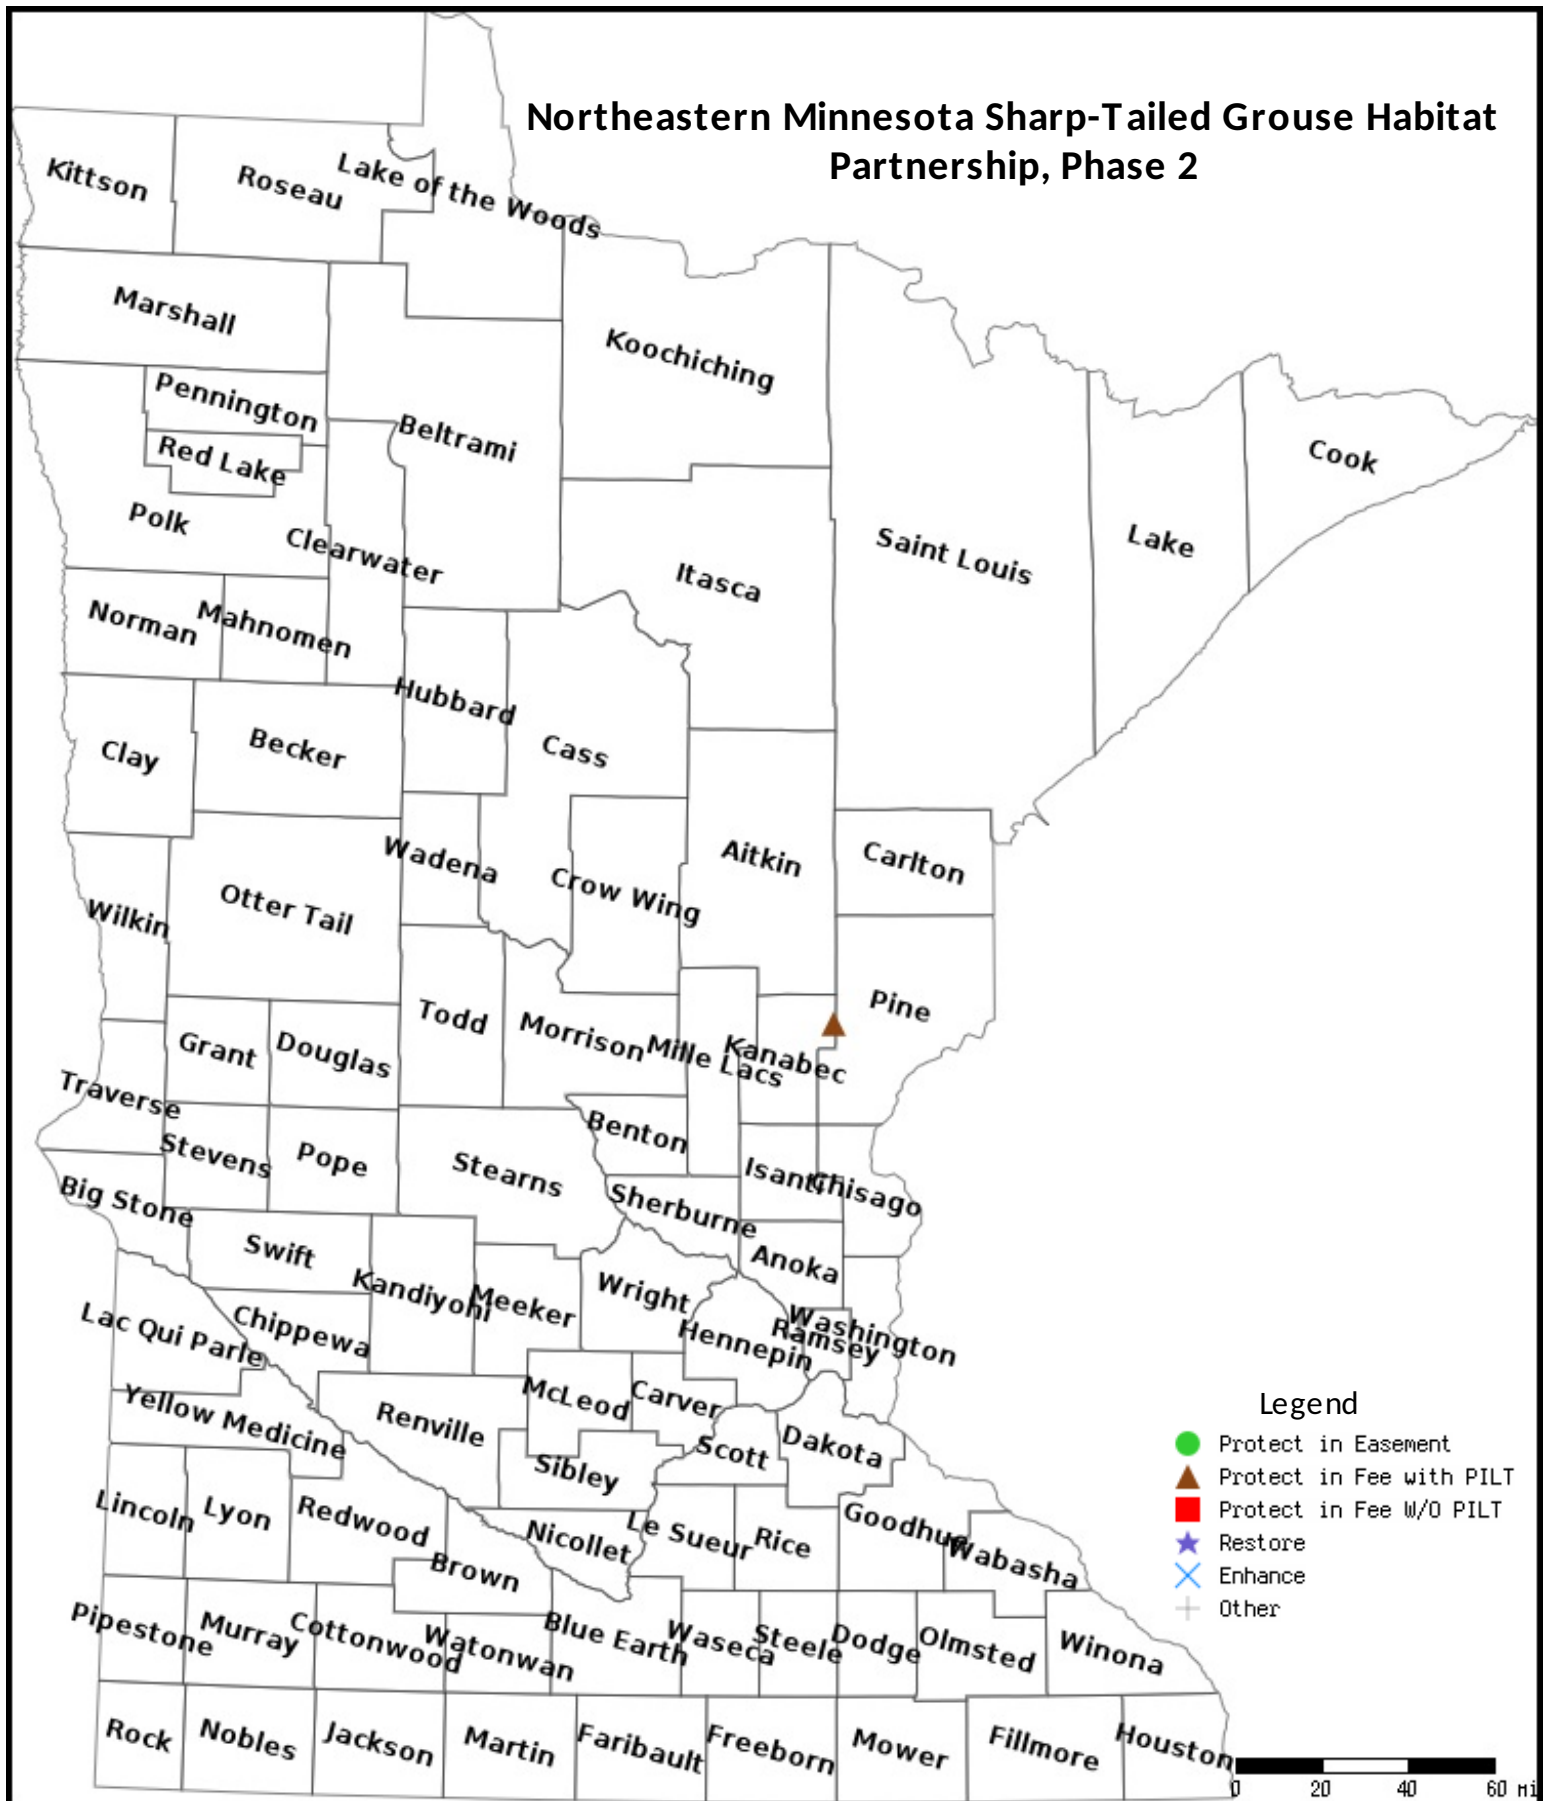 Northeastern Minnesota Sharp-Tailed Grouse Habitat
Partnership, Phase 2
Kittson
Roseau
Lake of the Woods
Marshall
Koochiching
Pennington
Beltrami
Red Lake
Cook
Polk
Clearwater
Saint Louis
Lake
Itasca
Norman
Mahnomen
Hubbard
Clay
Becker
Cass
Wadena
Aitkin
Carlton
Crow Wing
Otter Tail
Wilkin
Pine
Todd
Morrison
Grant
Douglas
Mille Lacs
Kanabec
Traverse
Benton
Stevens
Pope
Stearns
Isanti
Chisago
Big Stone
Sherburne
Swift
Anoka
Kandiyohi
Meeker
Wright
Lac Qui Parle
Chippewa
Washington
Ramsey
Hennepin
McLeod
Carver
Yellow Medicine
Renville
Scott
Dakota
Sibley
Lincoln
Lyon
Redwood
Nicollet
Le Sueur
Rice
Goodhue
Wabasha
Brown
Pipestone
Murray
Cottonwood
Watonwan
Blue Earth
Waseca
Steele
Dodge
Olmsted
Winona
Rock
Nobles
Jackson
Martin
Faribault
Freeborn
Mower
Fillmore
Houston
Legend
Protect in Easement
Protect in Fee with PILT
Protect in Fee W/O PILT
Restore
Enhance
Other
0 20 40 60 mi